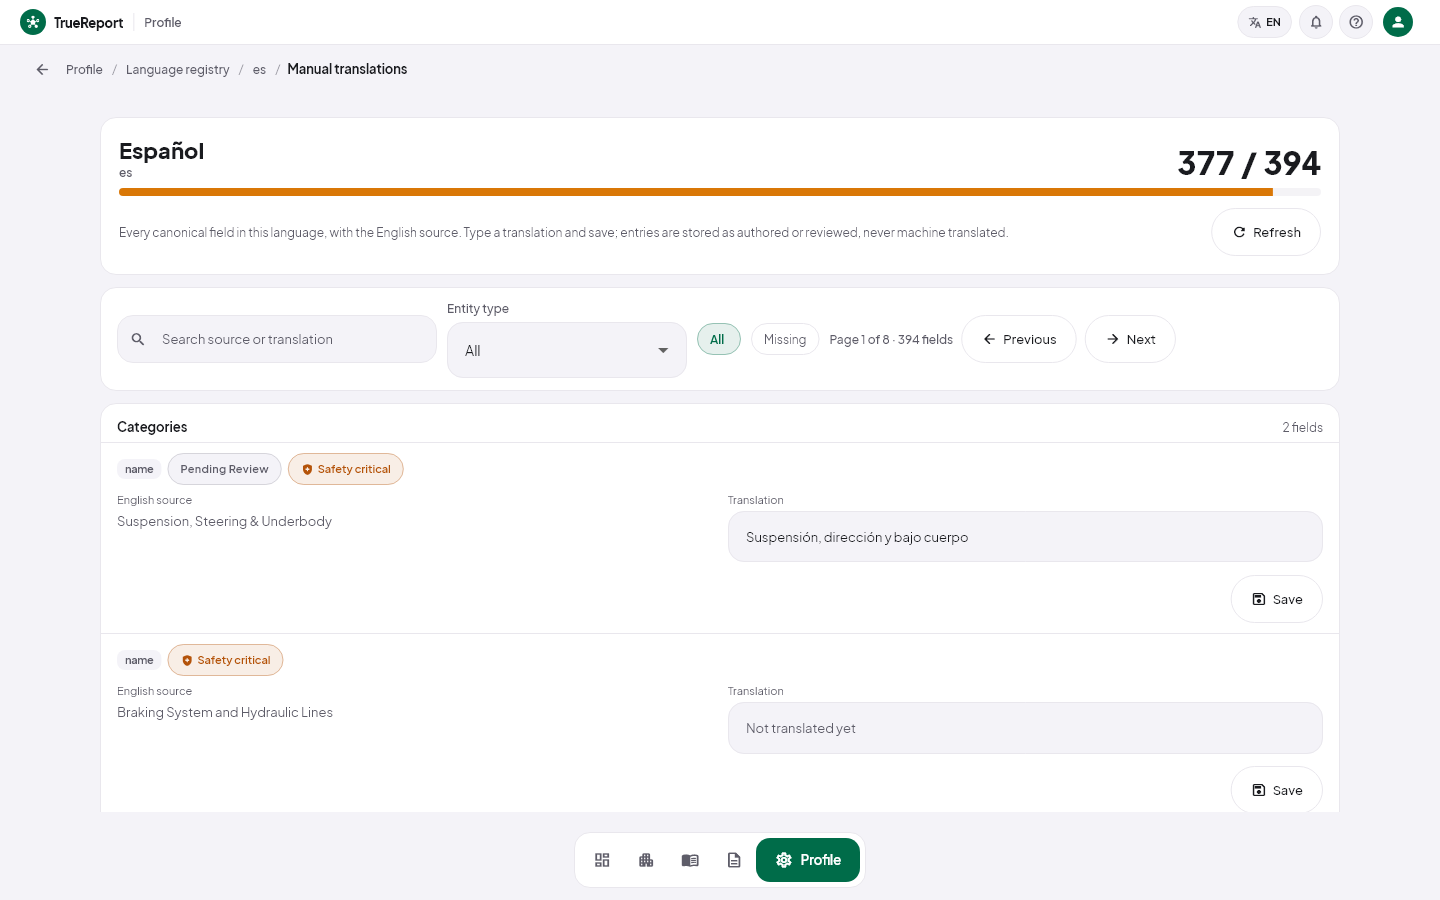 TrueReport
Profile
EN
Profile / Language registry / es / Manual translations
Español
es
377 / 394
Every canonical field in this language, with the English source. Type a translation and save; entries are stored as authored or reviewed, never machine translated.
Refresh
Entity type
Search source or translation
All
All
Missing
Page 1 of 8 · 394 fields
Previous
Next
Categories
2 fields
name
Pending Review
Safety critical
English source
Translation
Suspension, Steering & Underbody
Suspensión, dirección y bajo cuerpo
Save
name
Safety critical
English source
Translation
Braking System and Hydraulic Lines
Not translated yet
Save
Profile